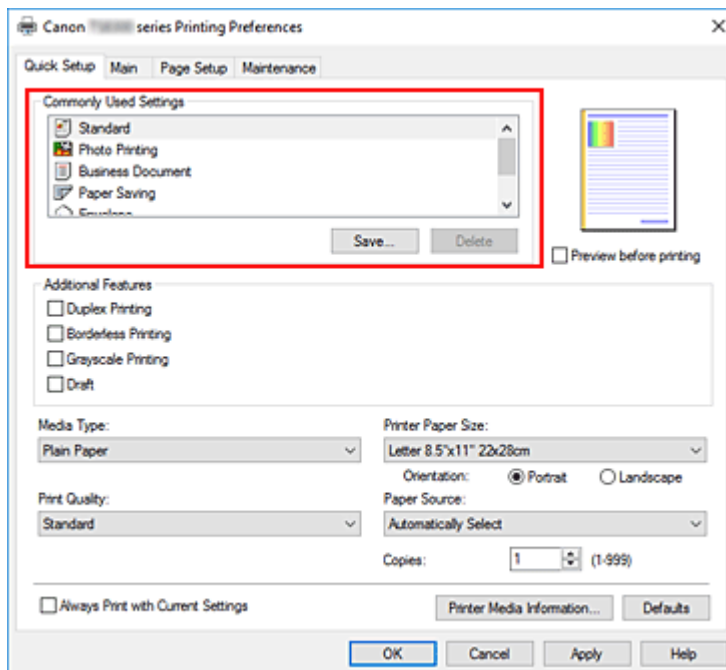 Canon series Printing Preferences
Quick Setup Main Page Setup Maintenance
Commonly Used Settings
Standard
Photo Printing
Business Document
Paper Saving
Envelope
Save... Delete
Preview before printing
Additional Features
Duplex Printing
Borderless Printing
Grayscale Printing
Draft
Media Type: Printer Paper Size:
Plain Paper Letter 8.5"x11" 22x28cm
Orientation: Portrait Landscape
Print Quality: Paper Source:
Standard Automatically Select
Copies: 1 (1-999)
Always Print with Current Settings Printer Media Information... Defaults
OK Cancel Apply Help